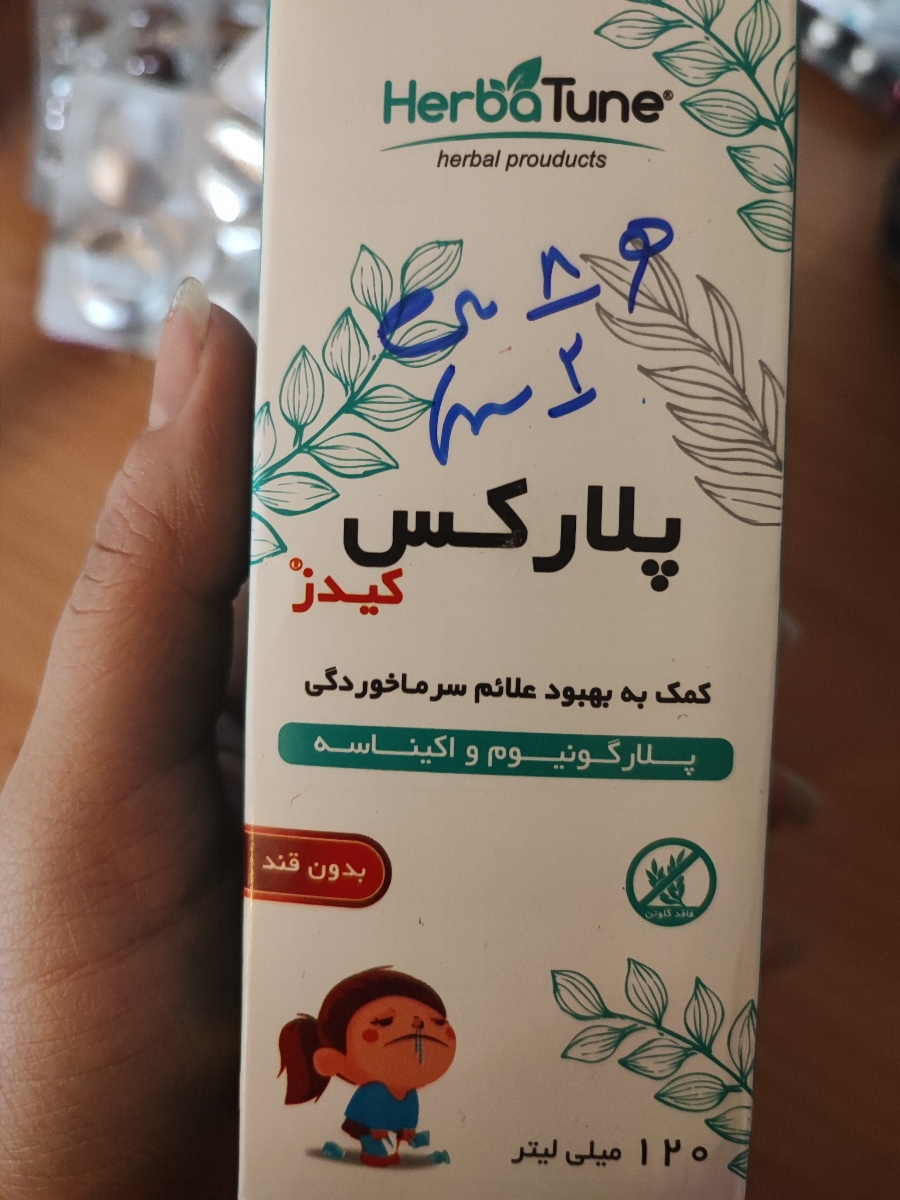 HerbaTune®
herbal prouducts
پلارکس
کیدز®
کمک به بهبود علائم سرماخوردگی
پلارگونیوم و اکیناسه
بدون قند
فاقد گلوتن
۱۲۰ میلی لیتر